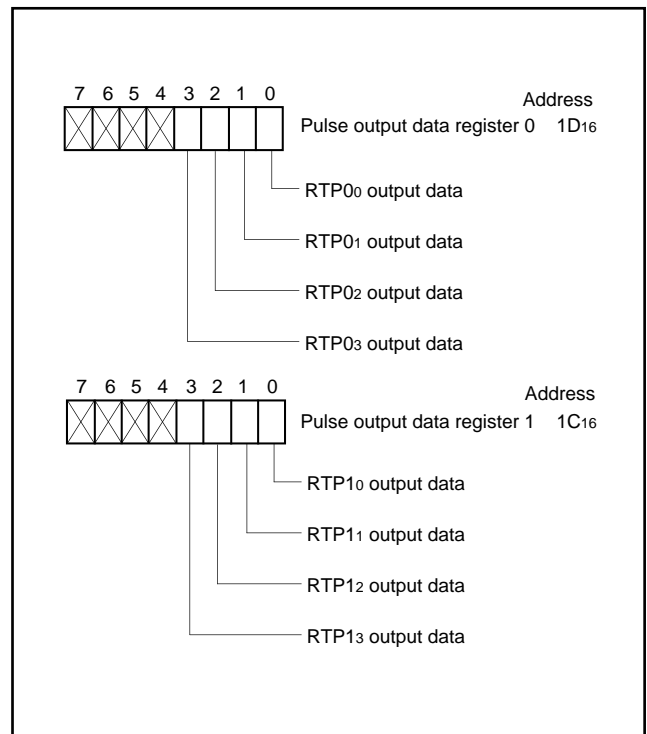 7 6 5 4 3 2 1 0
Address
Pulse output data register 0 1D16
RTP00 output data
RTP01 output data
RTP02 output data
RTP03 output data
7 6 5 4 3 2 1 0
Address
Pulse output data register 1 1C16
RTP10 output data
RTP11 output data
RTP12 output data
RTP13 output data